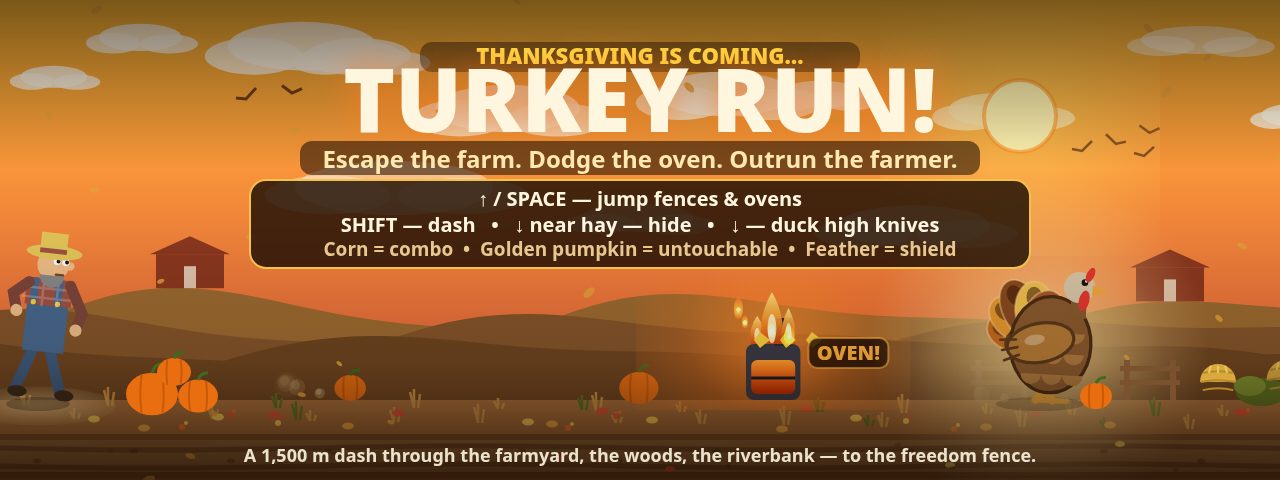 THANKSGIVING IS COMING...
TURKEY RUN!
Escape the farm. Dodge the oven. Outrun the farmer.
↑ / SPACE — jump fences & ovens
SHIFT — dash • ↓ near hay — hide • ↓ — duck high knives
Corn = combo • Golden pumpkin = untouchable • Feather = shield
OVEN!
A 1,500 m dash through the farmyard, the woods, the riverbank — to the freedom fence.